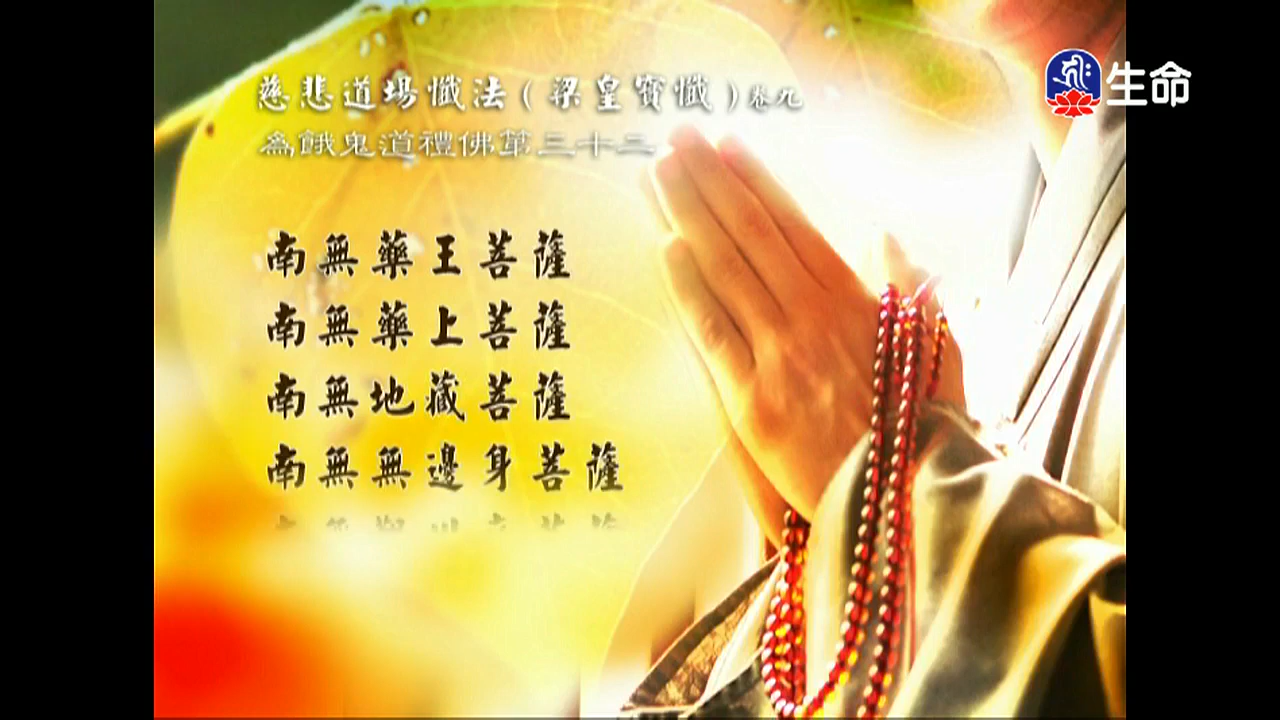 慈悲道場懺法(梁皇寶懺)卷九
為餓鬼道禮佛第三十二
生命
南無藥王菩薩
南無藥上菩薩
南無地藏菩薩
南無無邊身菩薩